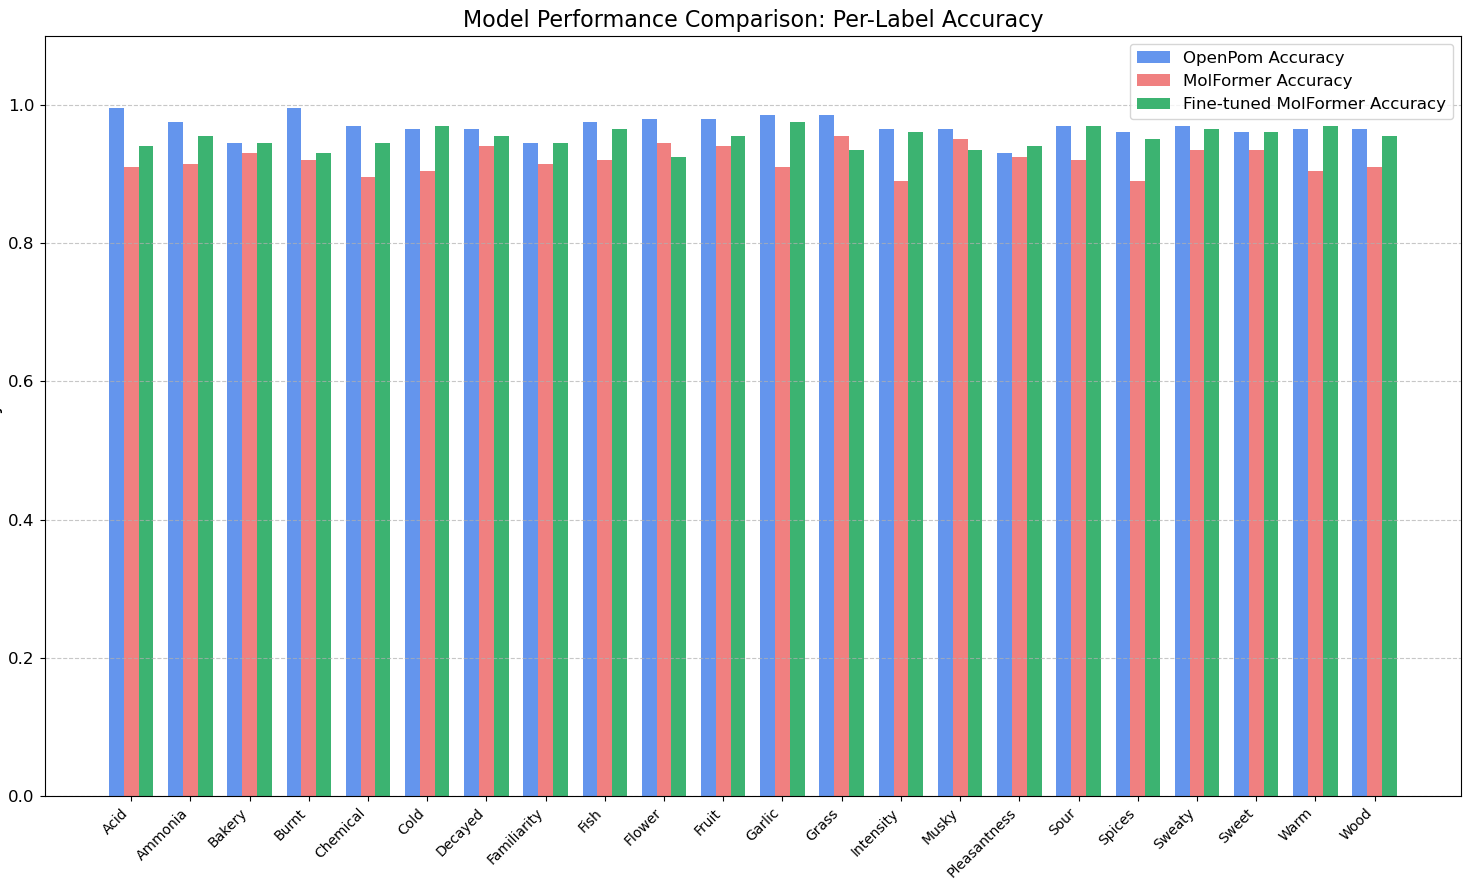 Model Performance Comparison: Per-Label Accuracy
OpenPom Accuracy
MolFormer Accuracy
Fine-tuned MolFormer Accuracy
1.0
0.8
0.6
0.4
0.2
0.0
Acid
Ammonia
Bakery
Burnt
Chemical
Cold
Decayed
Familiarity
Fish
Flower
Fruit
Garlic
Grass
Intensity
Musky
Pleasantness
Sour
Spices
Sweaty
Sweet
Warm
Wood